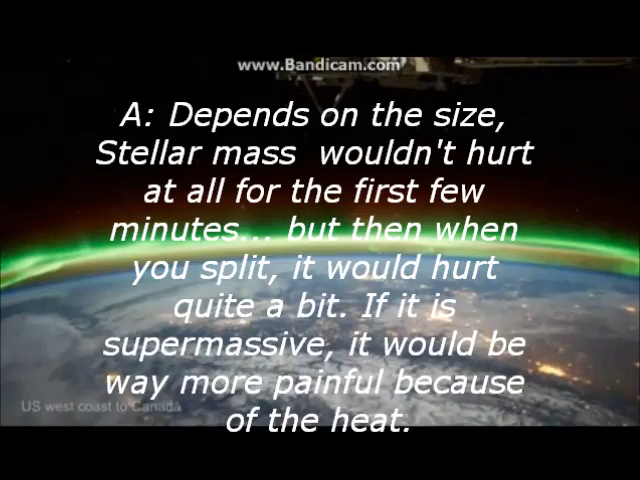 www.Bandicam.com
A: Depends on the size,
Stellar mass  wouldn't hurt
at all for the first few
minutes... but then when
you split, it would hurt
quite a bit. If it is
supermassive, it would be
way more painful because
US west coast to Canada
of the heat.